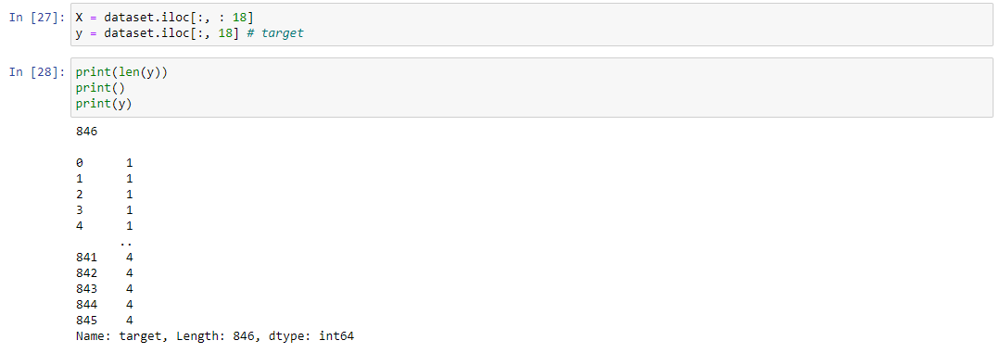 In [27]: X = dataset.iloc[:, : 18]
y = dataset.iloc[:, 18] # target
In [28]: print(len(y))
print()
print(y)
846
0 1
1 1
2 1
3 1
4 1
..
841 4
842 4
843 4
844 4
845 4
Name: target, Length: 846, dtype: int64